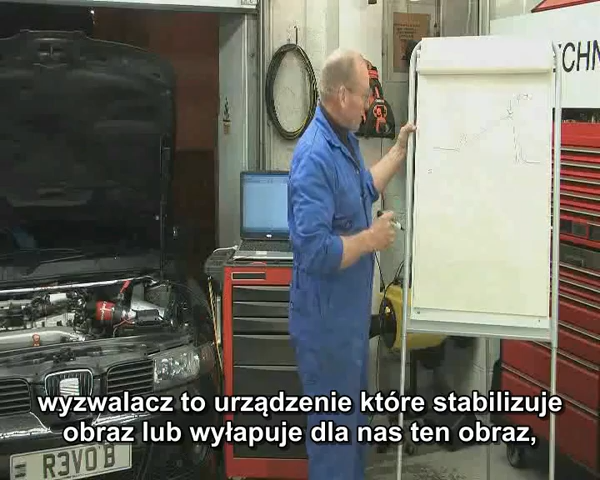 TECHN
wyzwalacz to urządzenie które stabilizuje
obraz lub wyłapuje dla nas ten obraz,
R3VO B